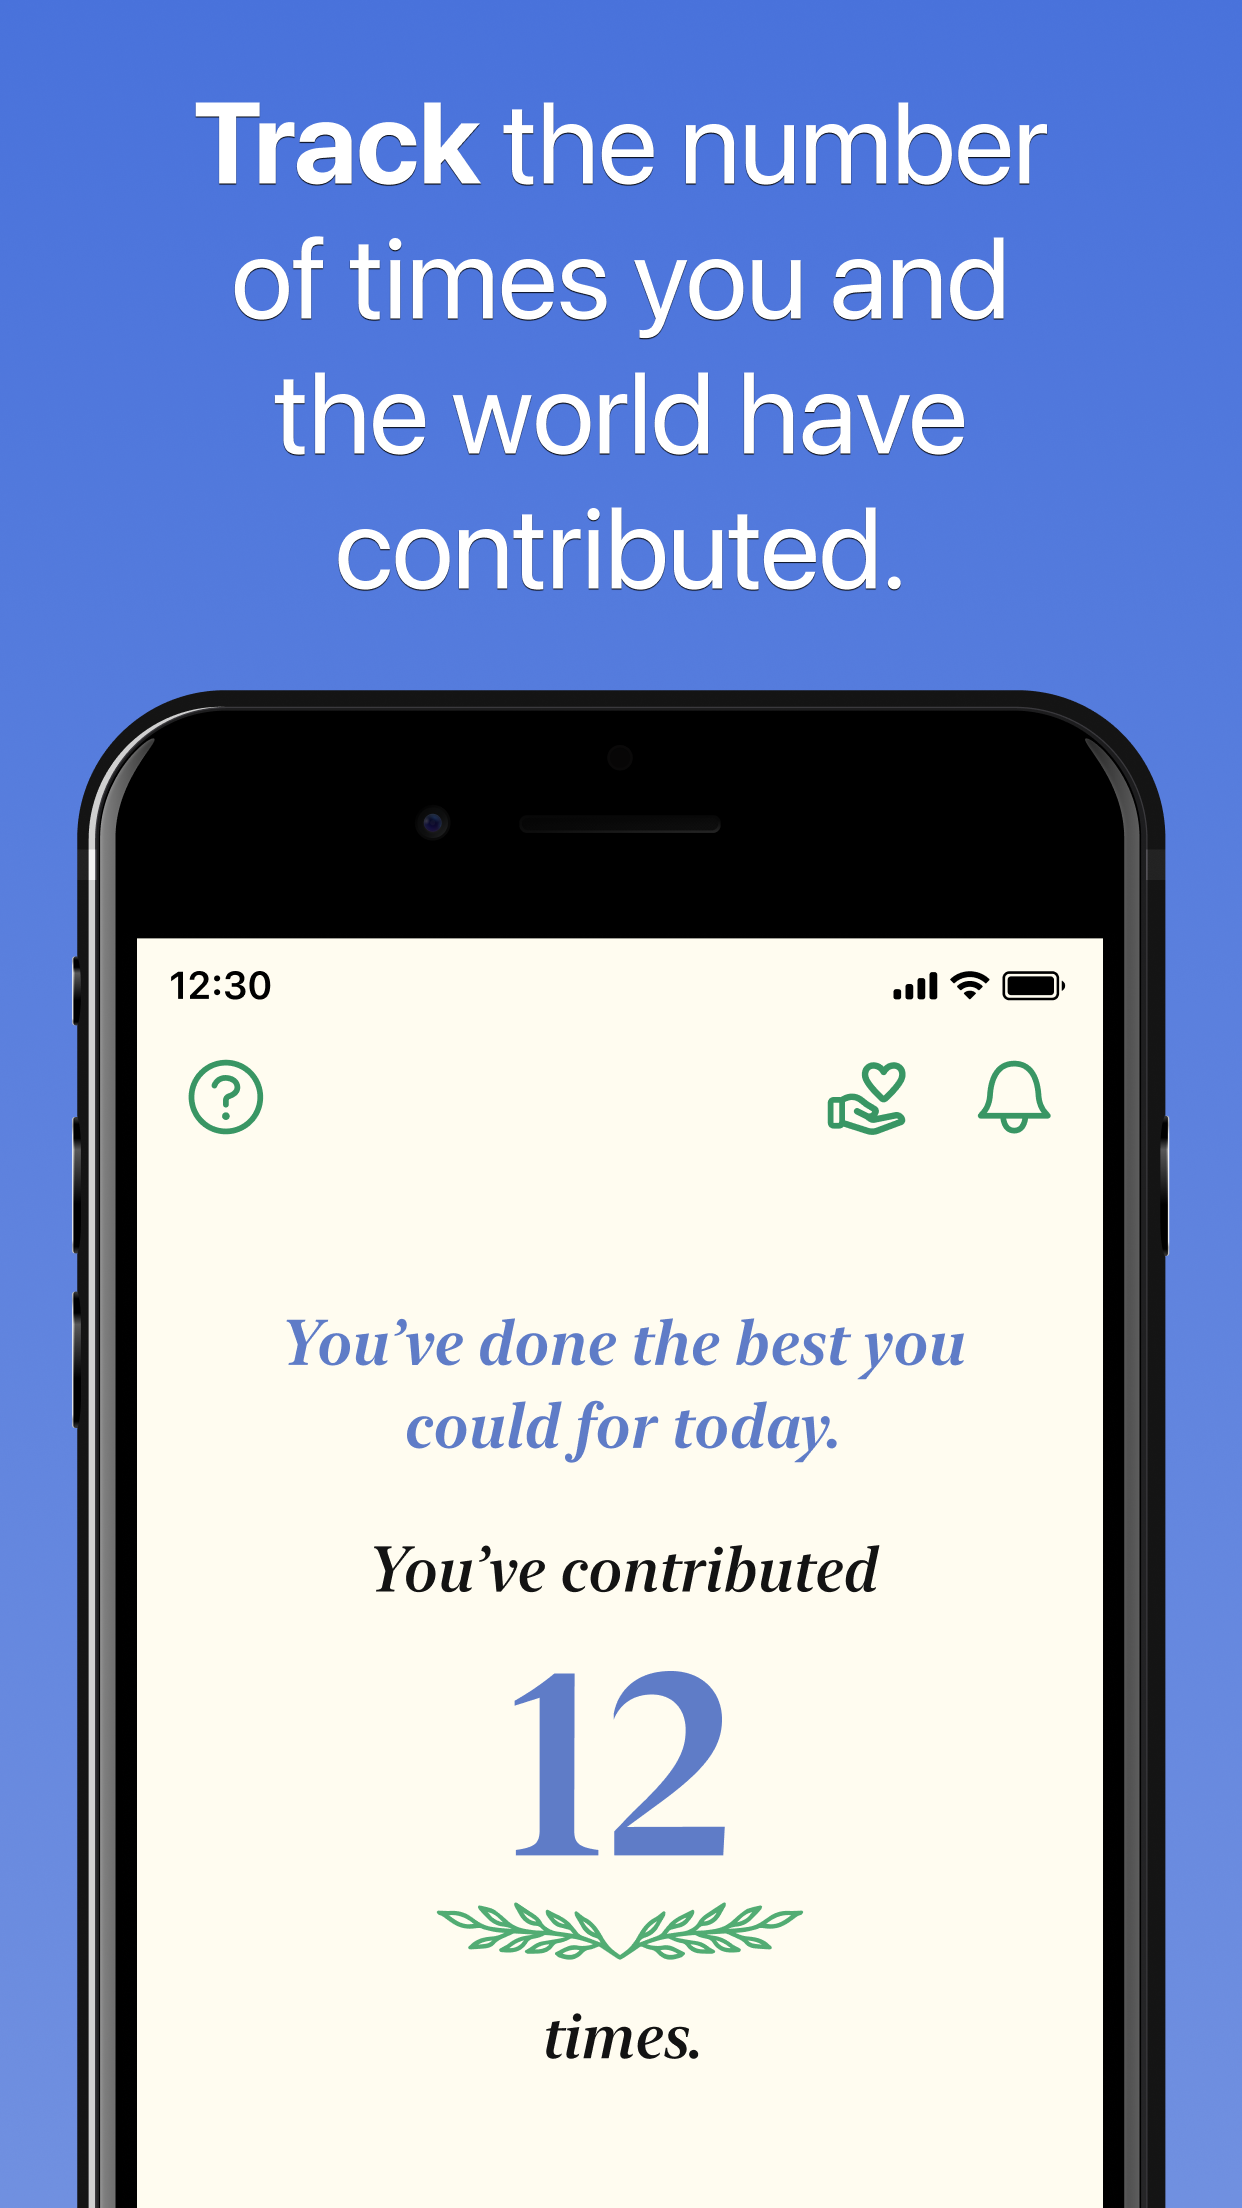 Track the number
of times you and
the world have
contributed.
12:30
?
You’ve done the best you
could for today.
You’ve contributed
12
times.